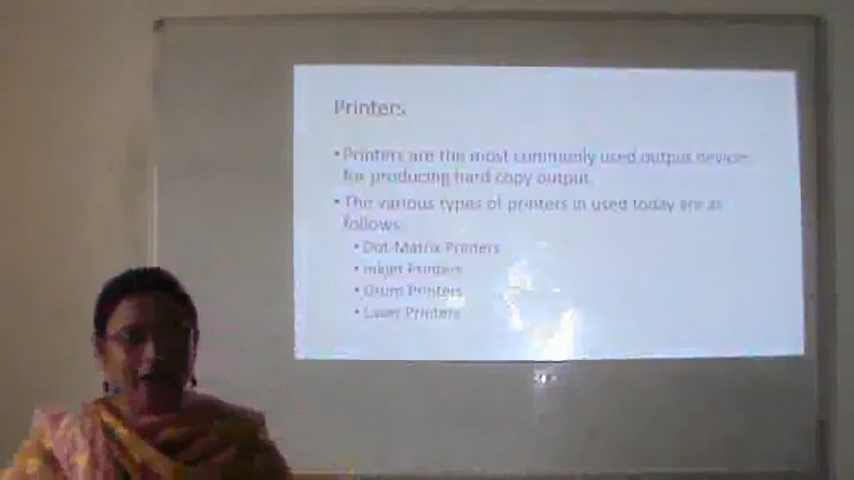 Printers
• Printers are the most commonly used output device
for producing hard copy output.
• The various types of printers in used today are as
follows:
• Dot-Matrix Printers
• Inkjet Printers
• Drum Printers
• Laser Printers